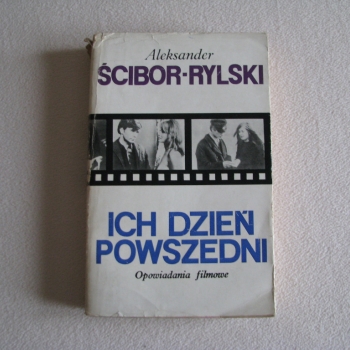 Aleksander
ŚCIBOR-RYLSKI
ICH DZIEŃ
POWSZEDNI
Opowiadania filmowe